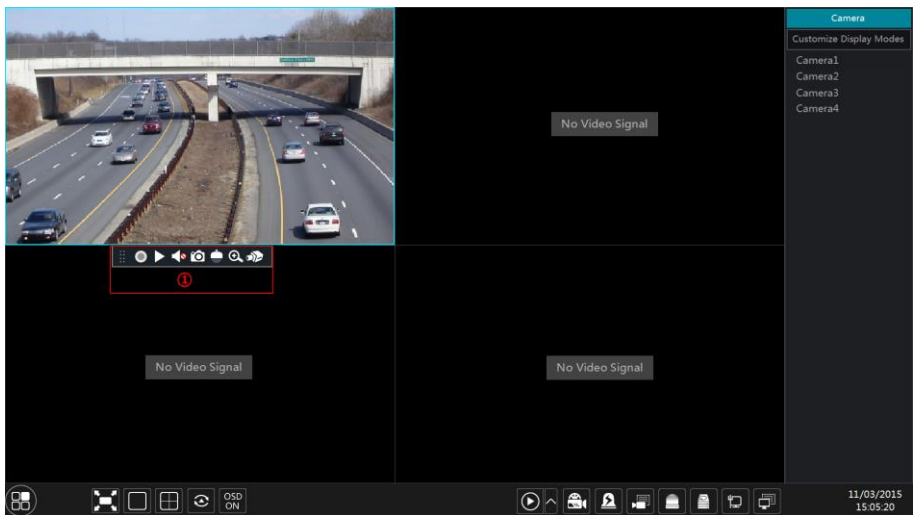 Camera
Customize Display Modes
Camera1
Camera2
Camera3
Camera4
No Video Signal
①
No Video Signal
No Video Signal
OSD
ON
11/03/2015
15:05:20